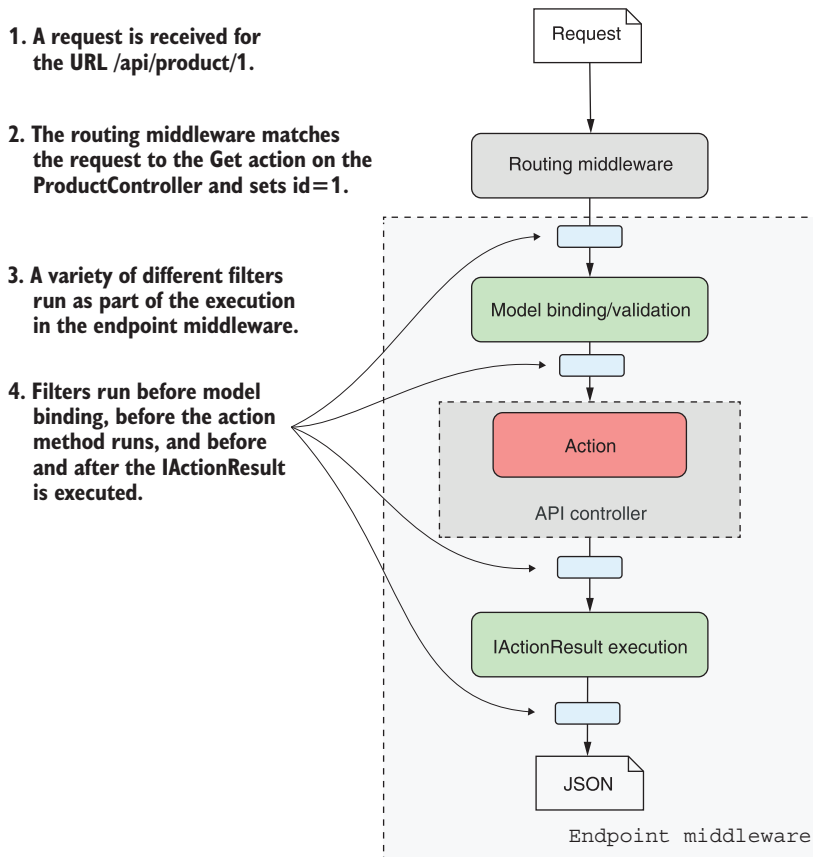 1. A request is received for
the URL /api/product/1.
2. The routing middleware matches
the request to the Get action on the
ProductController and sets id=1.
3. A variety of different filters
run as part of the execution
in the endpoint middleware.
4. Filters run before model
binding, before the action
method runs, and before
and after the IActionResult
is executed.
Request
Routing middleware
Model binding/validation
Action
API controller
IActionResult execution
JSON
Endpoint middleware